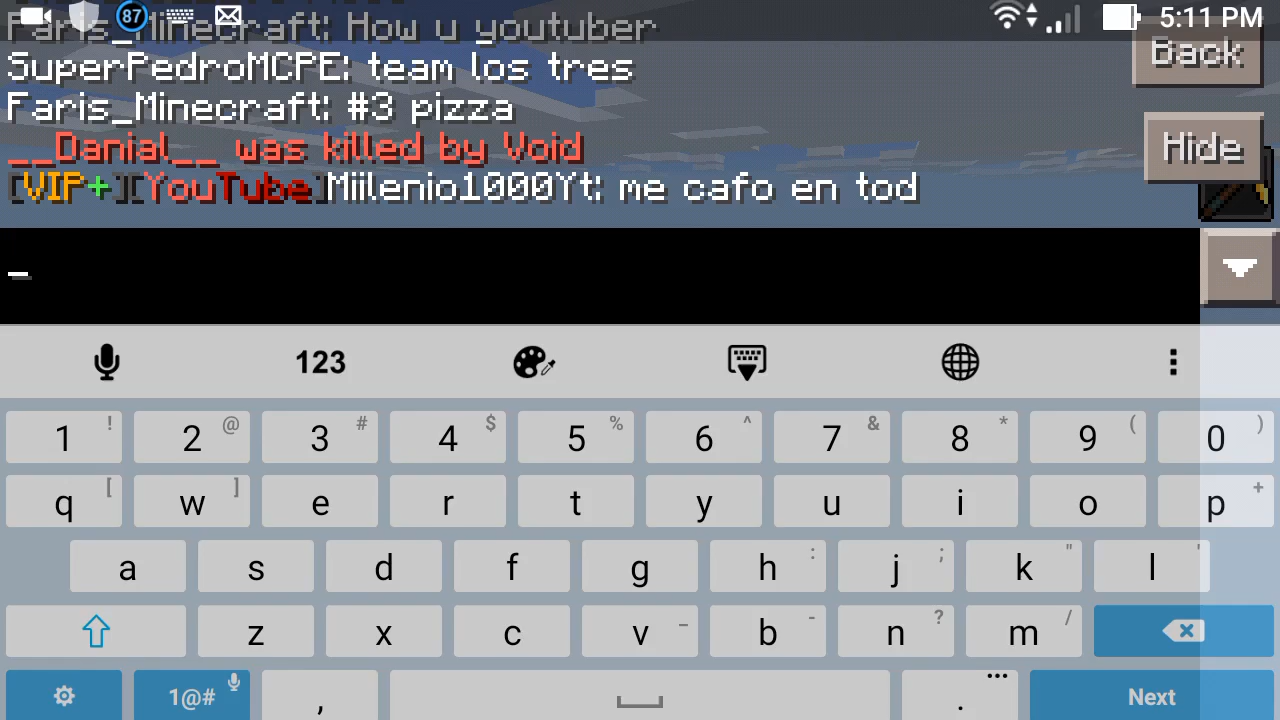 87 5:11 PM
Faris_Minecraft: How u youtuber
Back
SuperPedroMCPE: team los tres
Faris_Minecraft: #3 pizza
__Danial__ was killed by Void
Hide
[VIP+][YouTube]Miilenio1000Yt: me cafo en tod
_
123
1 ! 2 @ 3 # 4 $ 5 % 6 ^ 7 & 8 * 9 ( 0 )
q [ w ] e r t y u i o p +
a s d f g h : j ; k " l '
z x c v _ b - n ? m /
1@# , . ... Next